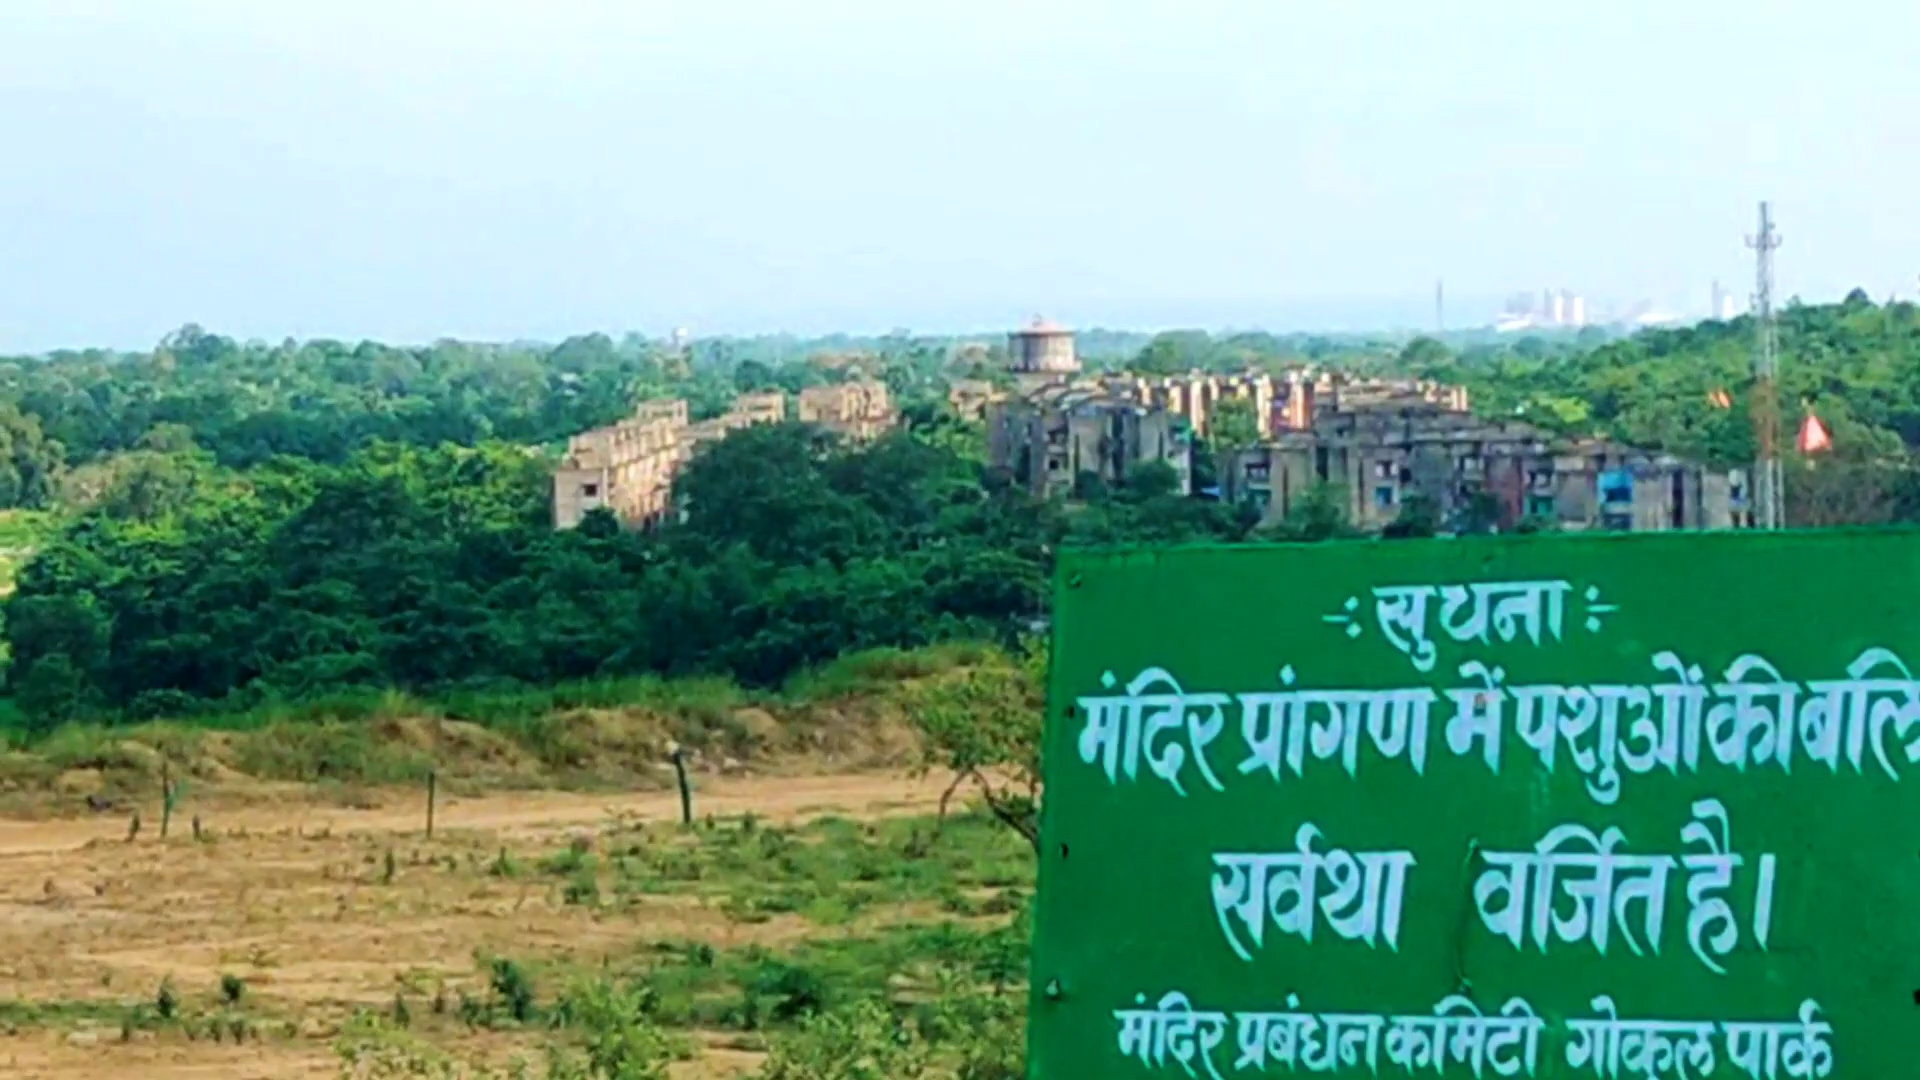 -: सुचना :-
मंदिर प्रांगण में पशुओं की बलि
सर्वथा वर्जित है।
मंदिर प्रबंधन कमिटी गोकुल पार्क